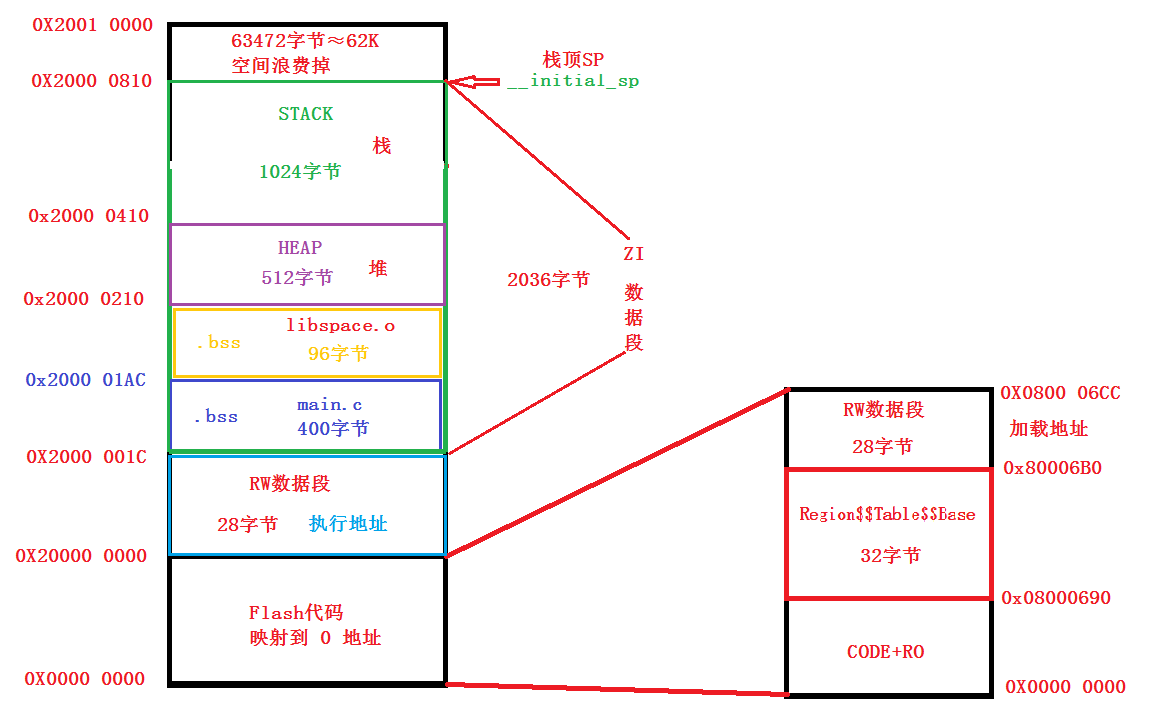 0X2001 0000
63472字节≈62K
空间浪费掉
0X2000 0810
栈顶SP
__initial_sp
STACK
栈
1024字节
0x2000 0410
HEAP
堆
512字节
0x2000 0210
libspace.o
.bss
96字节
0x2000 01AC
main.c
.bss
400字节
0X2000 001C
RW数据段
28字节
执行地址
0X20000 0000
Flash代码
映射到 0 地址
0X0000 0000
2036字节
ZI
数
据
段
0X0800 06CC
RW数据段
加载地址
28字节
0x80006B0
Region$$Table$$Base
32字节
0x08000690
CODE+RO
0X0000 0000